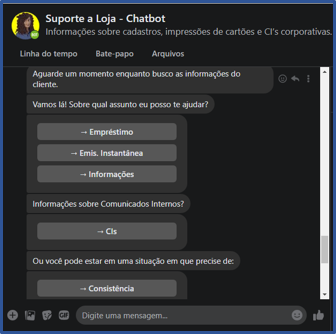 Suporte a Loja - Chatbot
Informações sobre cadastros, impressões de cartões e CI's corporativas.
Linha do tempo Bate-papo Arquivos
Aguarde um momento enquanto busco as informações do
cliente.
Vamos lá! Sobre qual assunto eu posso te ajudar?
→ Empréstimo
→ Emis. Instantânea
→ Informações
Informações sobre Comunicados Internos?
→ CIs
Ou você pode estar em uma situação em que precise de:
→ Consistência
GIF Digite uma mensagem...